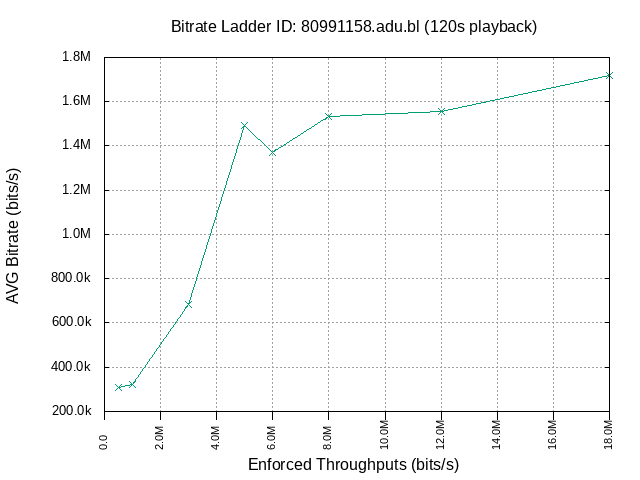 Bitrate Ladder ID: 80991158.adu.bl (120s playback)
1.8M
1.6M
1.4M
1.2M
1.0M
800.0k
600.0k
400.0k
200.0k
AVG Bitrate (bits/s)
0.0
2.0M
4.0M
6.0M
8.0M
10.0M
12.0M
14.0M
16.0M
18.0M
Enforced Throughputs (bits/s)